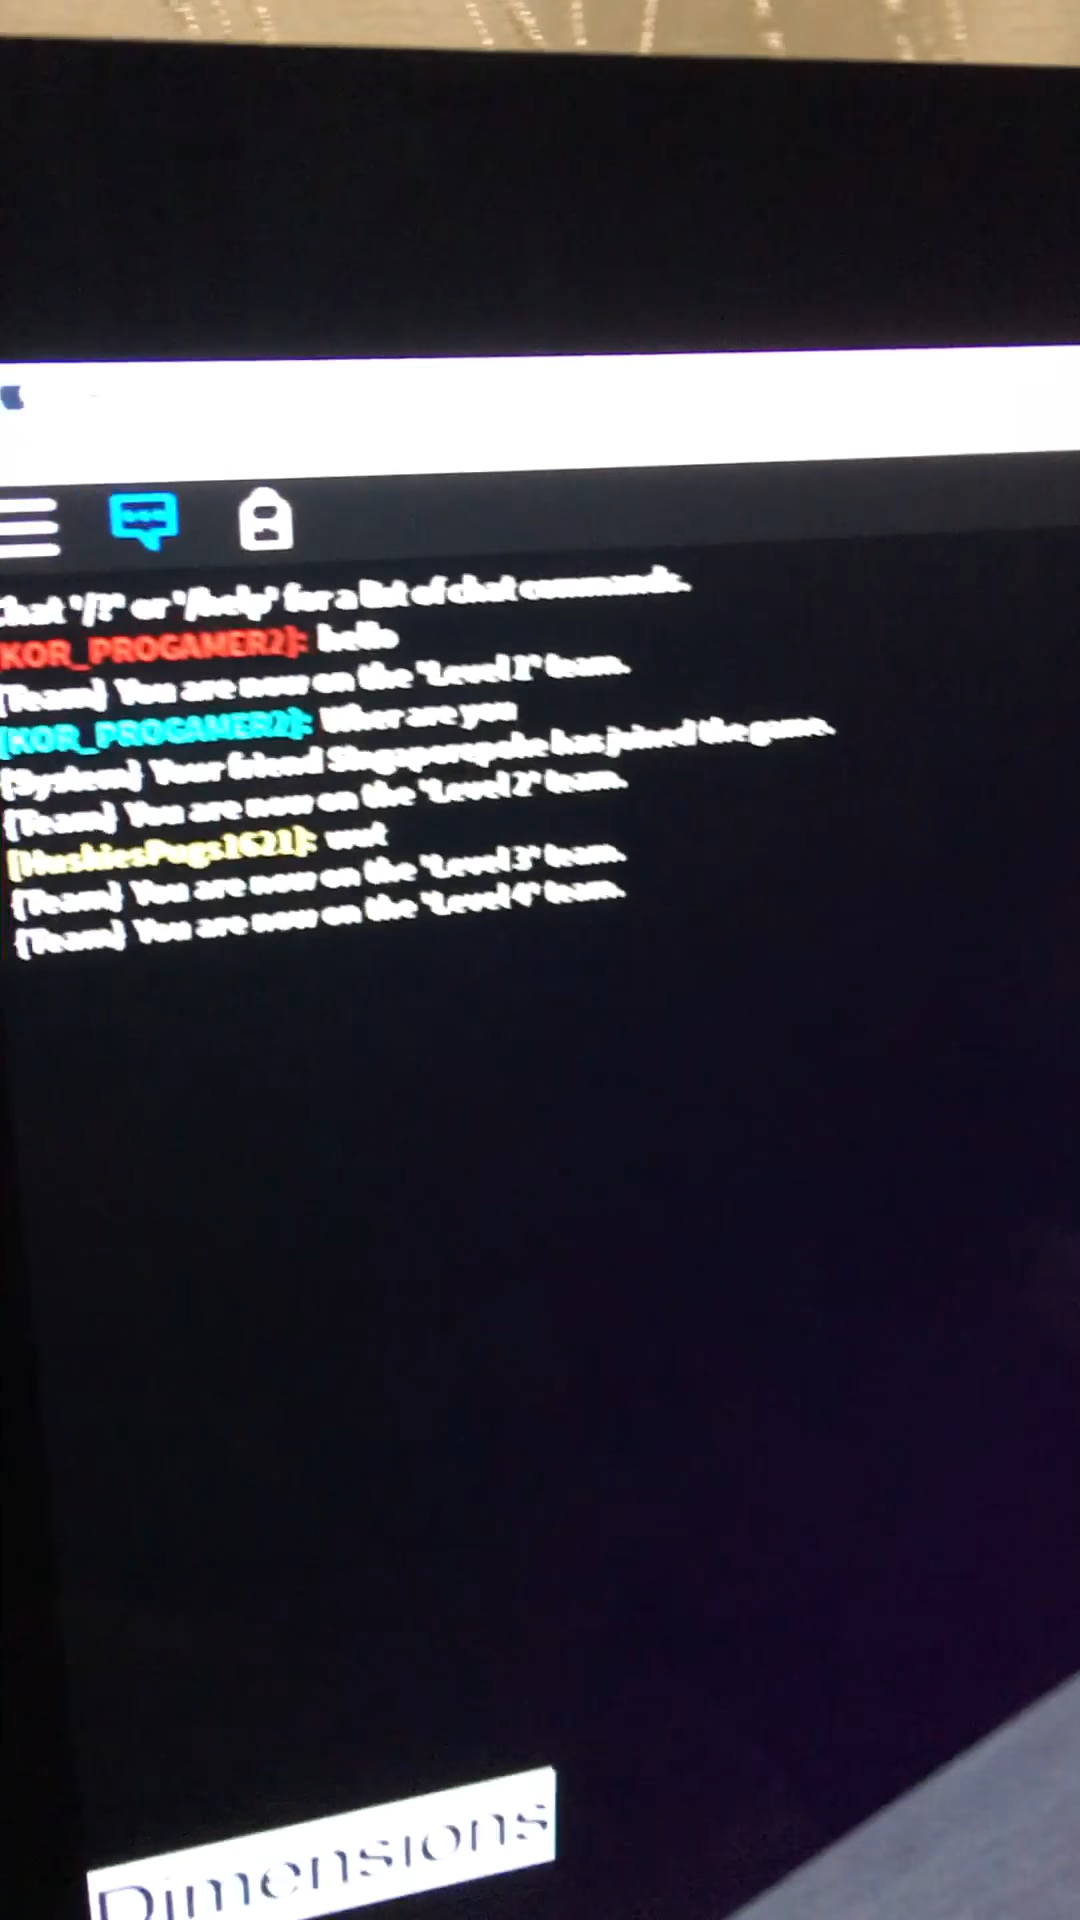 Chat '/?' or '/help' for a list of chat commands.
[KOR_PROGAMER2]: hello
{Team} You are now on the 'Level 1' team.
[KOR_PROGAMER2]: Wher are you
{System} Your friend has joined the game.
{Team} You are now on the 'Level 2' team.
[HuskiesPugs1621]: wut
{Team} You are now on the 'Level 3' team.
{Team} You are now on the 'Level 4' team.
Dimensions